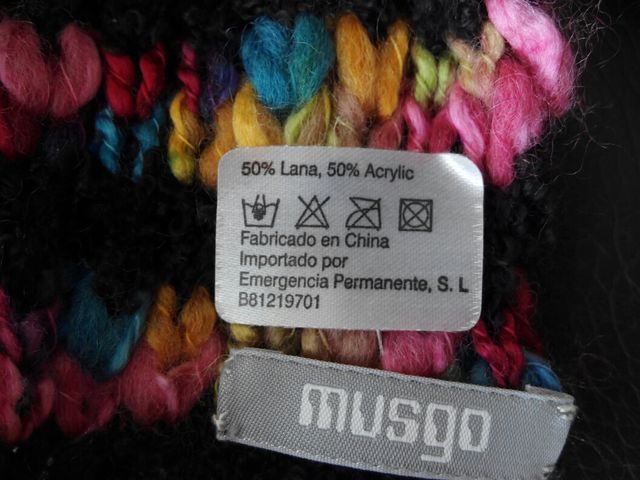 50% Lana, 50% Acrylic
Fabricado en China
Importado por
Emergencia Permanente, S. L
B81219701
musgo